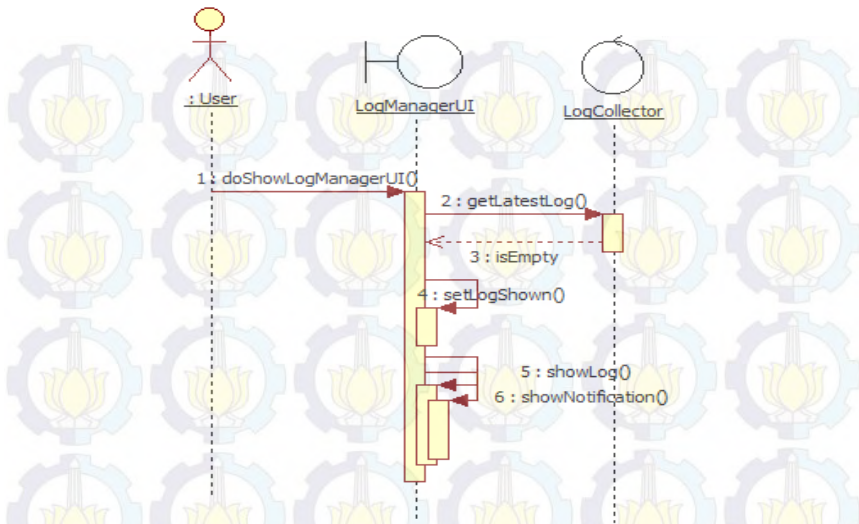 : User
LogManagerUI
LogCollector
1 : doShowLogManagerUI()
2 : getLatestLog()
3 : isEmpty
4 : setLogShown()
5 : showLog()
6 : showNotification()